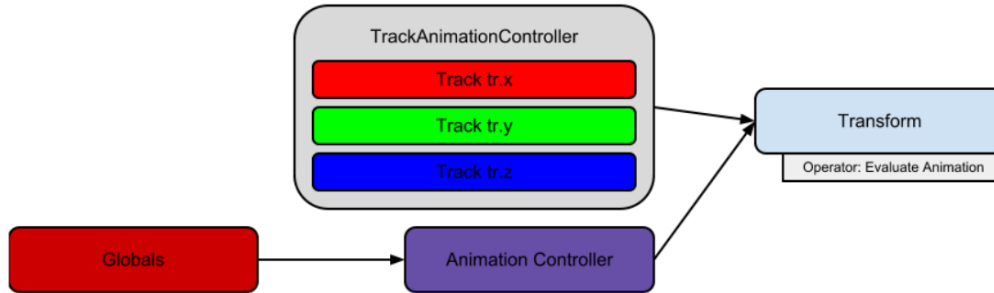 TrackAnimationController
Track tr.x
Track tr.y
Track tr.z
Transform
Operator: Evaluate Animation
Globals
Animation Controller